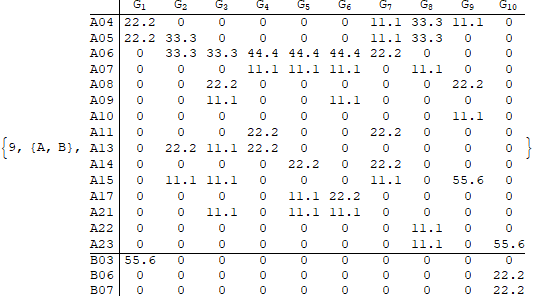 G1 G2 G3 G4 G5 G6 G7 G8 G9 G10
A04 22.2 0 0 0 0 0 11.1 33.3 11.1 0
A05 22.2 33.3 0 0 0 0 11.1 33.3 0 0
A06 0 33.3 33.3 44.4 44.4 44.4 22.2 0 0 0
A07 0 0 0 11.1 11.1 11.1 0 11.1 0 0
A08 0 0 22.2 0 0 0 0 0 22.2 0
A09 0 0 11.1 0 0 11.1 0 0 0 0
A10 0 0 0 0 0 0 0 0 11.1 0
A11 0 0 0 22.2 0 0 22.2 0 0 0
{9, {A, B}, A13 0 22.2 11.1 22.2 0 0 0 0 0 0 }
A14 0 0 0 0 22.2 0 22.2 0 0 0
A15 0 11.1 11.1 0 0 0 11.1 0 55.6 0
A17 0 0 0 0 11.1 22.2 0 0 0 0
A21 0 0 11.1 0 11.1 11.1 0 0 0 0
A22 0 0 0 0 0 0 0 11.1 0 0
A23 0 0 0 0 0 0 0 11.1 0 55.6
B03 55.6 0 0 0 0 0 0 0 0 0
B06 0 0 0 0 0 0 0 0 0 22.2
B07 0 0 0 0 0 0 0 0 0 22.2